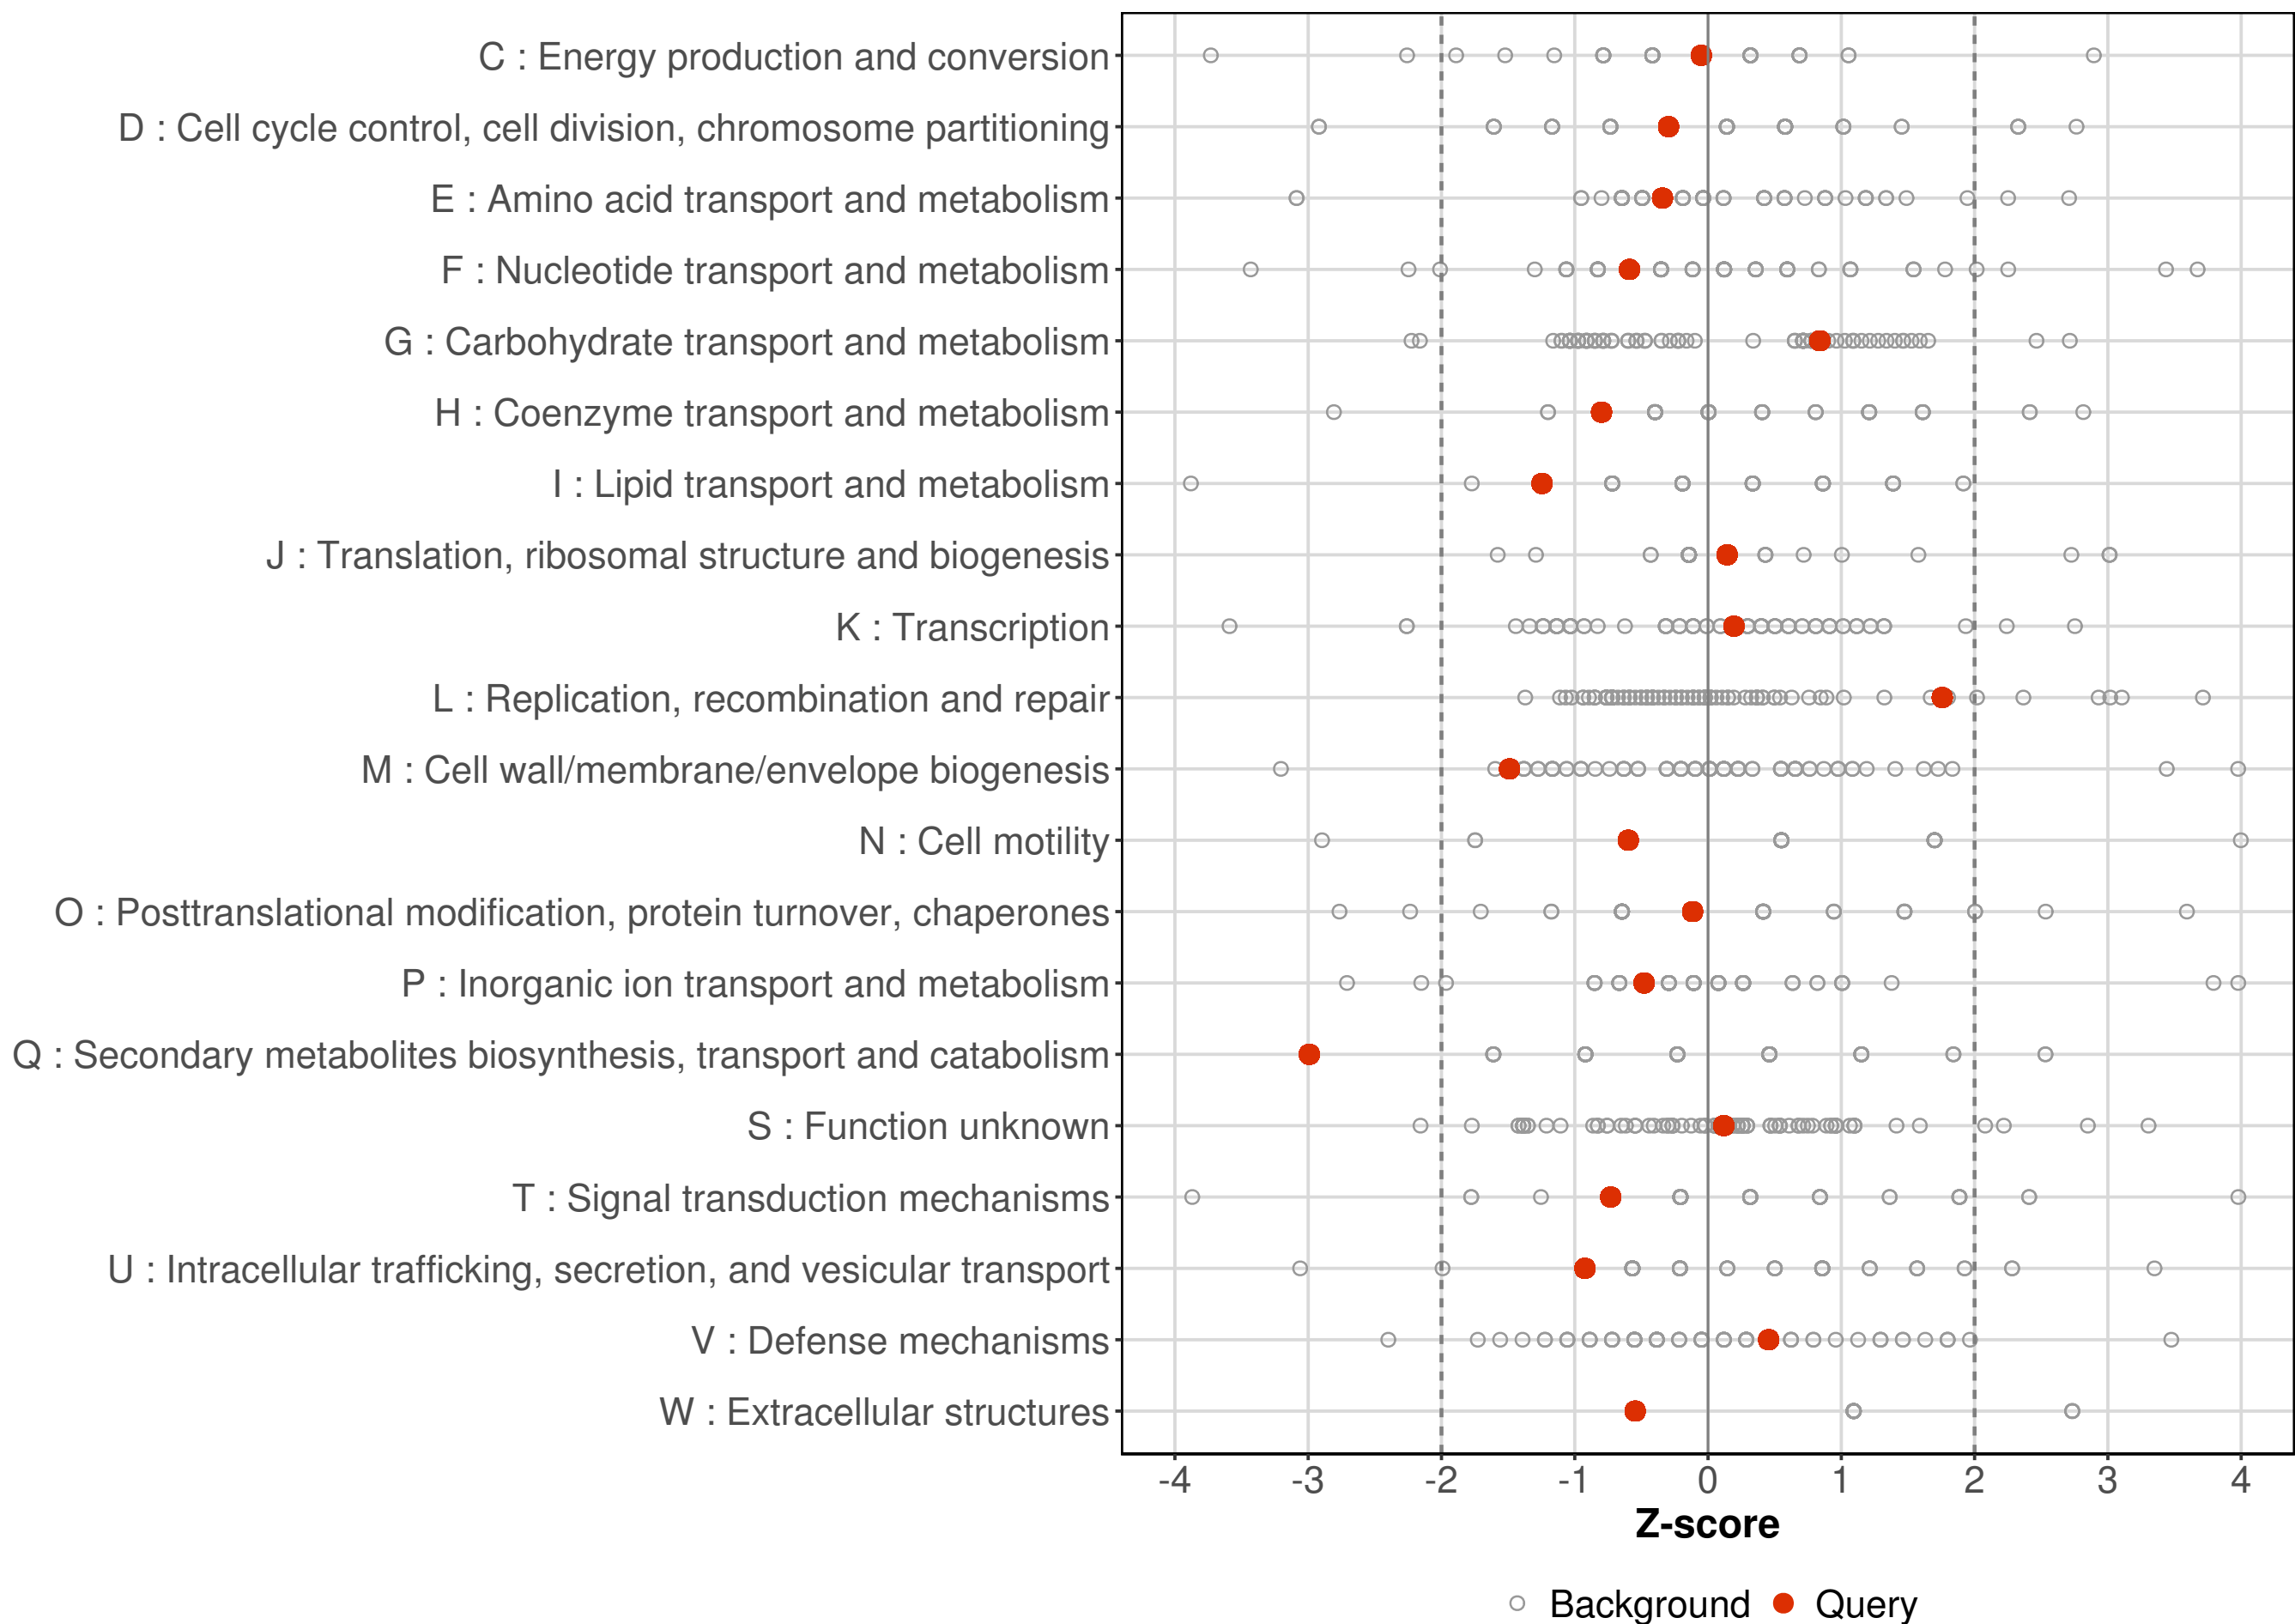 C : Energy production and conversion
D : Cell cycle control, cell division, chromosome partitioning
E : Amino acid transport and metabolism
F : Nucleotide transport and metabolism
G : Carbohydrate transport and metabolism
H : Coenzyme transport and metabolism
I : Lipid transport and metabolism
J : Translation, ribosomal structure and biogenesis
K : Transcription
L : Replication, recombination and repair
M : Cell wall/membrane/envelope biogenesis
N : Cell motility
O : Posttranslational modification, protein turnover, chaperones
P : Inorganic ion transport and metabolism
Q : Secondary metabolites biosynthesis, transport and catabolism
S : Function unknown
T : Signal transduction mechanisms
U : Intracellular trafficking, secretion, and vesicular transport
V : Defense mechanisms
W : Extracellular structures
-4 -3 -2 -1 0 1 2 3 4
Z-score
Background Query